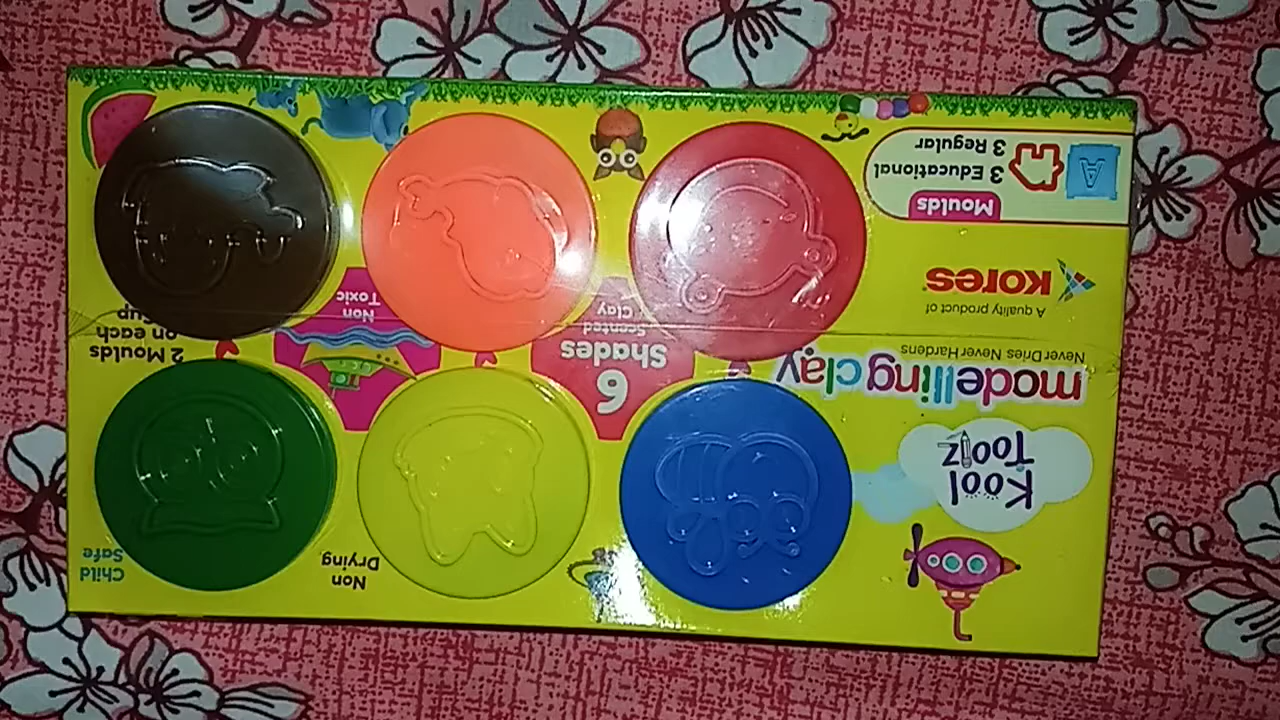 Kool
Toolz
modelling clay
Never Dries Never Hardens
A quality product of
KORES
Moulds
3 Educational
3 Regular
A
6
Shades
Scented
Clay
Non
Drying
Non
Toxic
Child
Safe
2 Moulds
on each
Cup